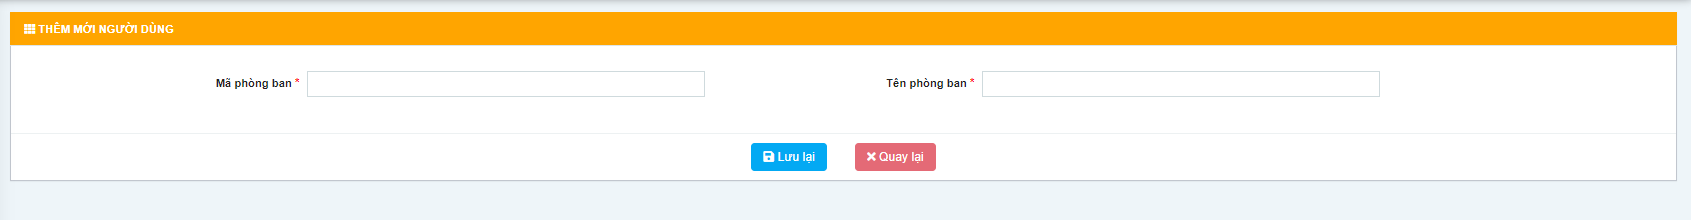 THÊM MỚI NGƯỜI DÙNG
Mã phòng ban * Tên phòng ban *
Lưu lại Quay lại